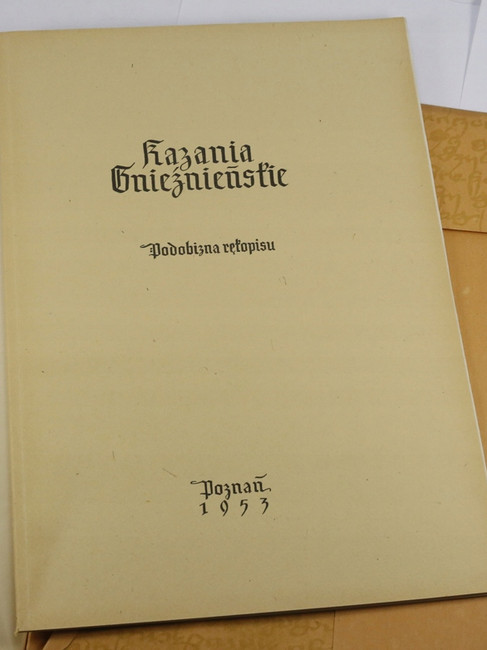 Kazania
Gnieźnieńskie
Podobizna rękopisu
Poznań
1953